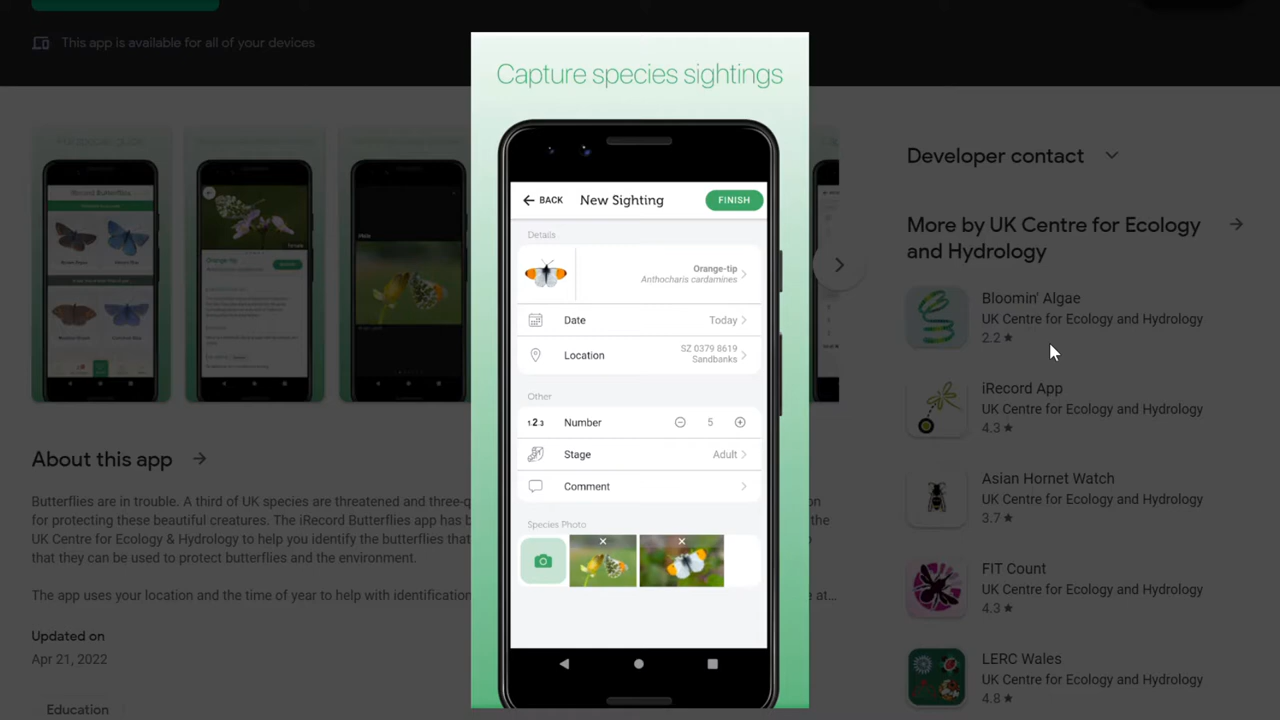 This app is available for all of your devices
Capture species sightings
BACK
New Sighting
FINISH
Details
Orange-tip
Anthocharis cardamines
Date
Today
Location
SZ 0379 8619
Sandbanks
Other
1 2 3
Number
5
Stage
Adult
Comment
Species Photo
About this app
Butterflies are in trouble. A third of UK species are threatened and three-q
for protecting these beautiful creatures. The iRecord Butterflies app has b
UK Centre for Ecology & Hydrology to help you identify the butterflies that
that they can be used to protect butterflies and the environment.
on
the
The app uses your location and the time of year to help with identification
at…
Updated on
Apr 21, 2022
Education
Developer contact
More by UK Centre for Ecology
and Hydrology
Bloomin' Algae
UK Centre for Ecology and Hydrology
2.2 ★
iRecord App
UK Centre for Ecology and Hydrology
4.3 ★
Asian Hornet Watch
UK Centre for Ecology and Hydrology
3.7 ★
FIT Count
UK Centre for Ecology and Hydrology
4.3 ★
LERC Wales
UK Centre for Ecology and Hydrology
4.8 ★